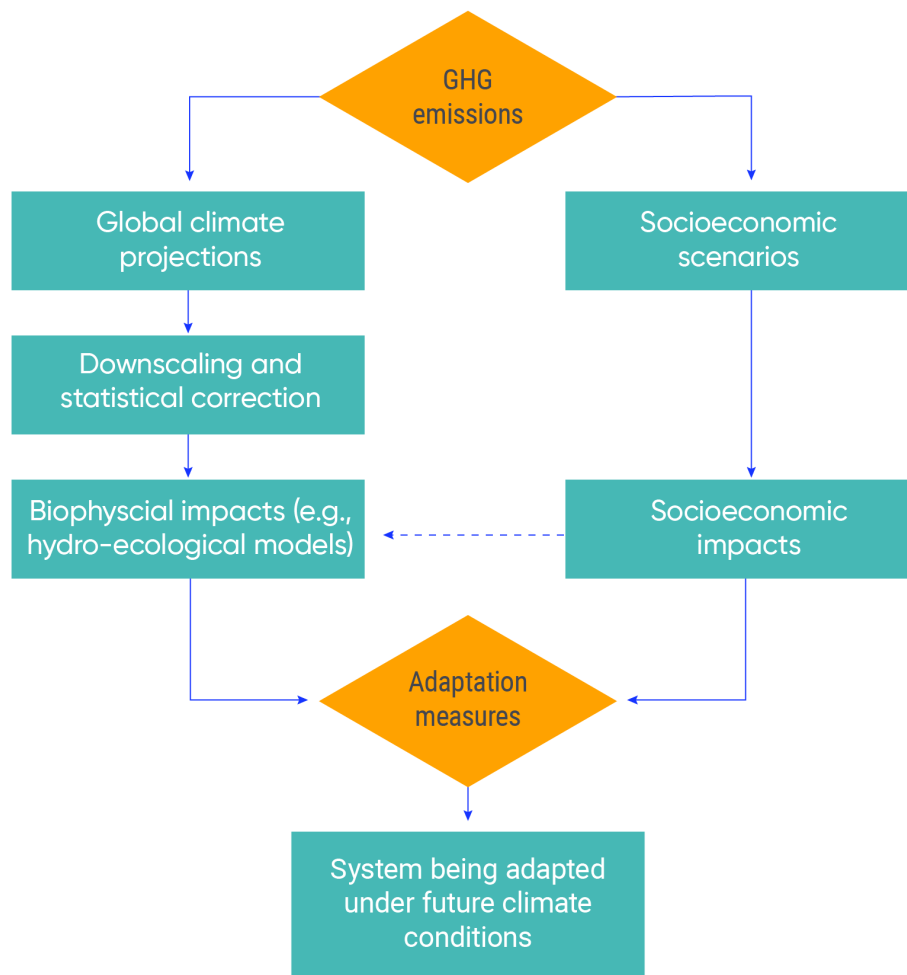 GHG
emissions
Global climate
projections
Socioeconomic
scenarios
Downscaling and
statistical correction
Biophyscial impacts (e.g.,
hydro-ecological models)
Socioeconomic
impacts
Adaptation
measures
System being adapted
under future climate
conditions